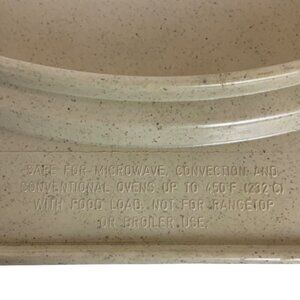 SAFE FOR MICROWAVE, CONVECTION AND
CONVENTIONAL OVENS, UP TO 450°F. (232°C)
WITH FOOD LOAD. NOT FOR RANGETOP
OR BROILER USE.